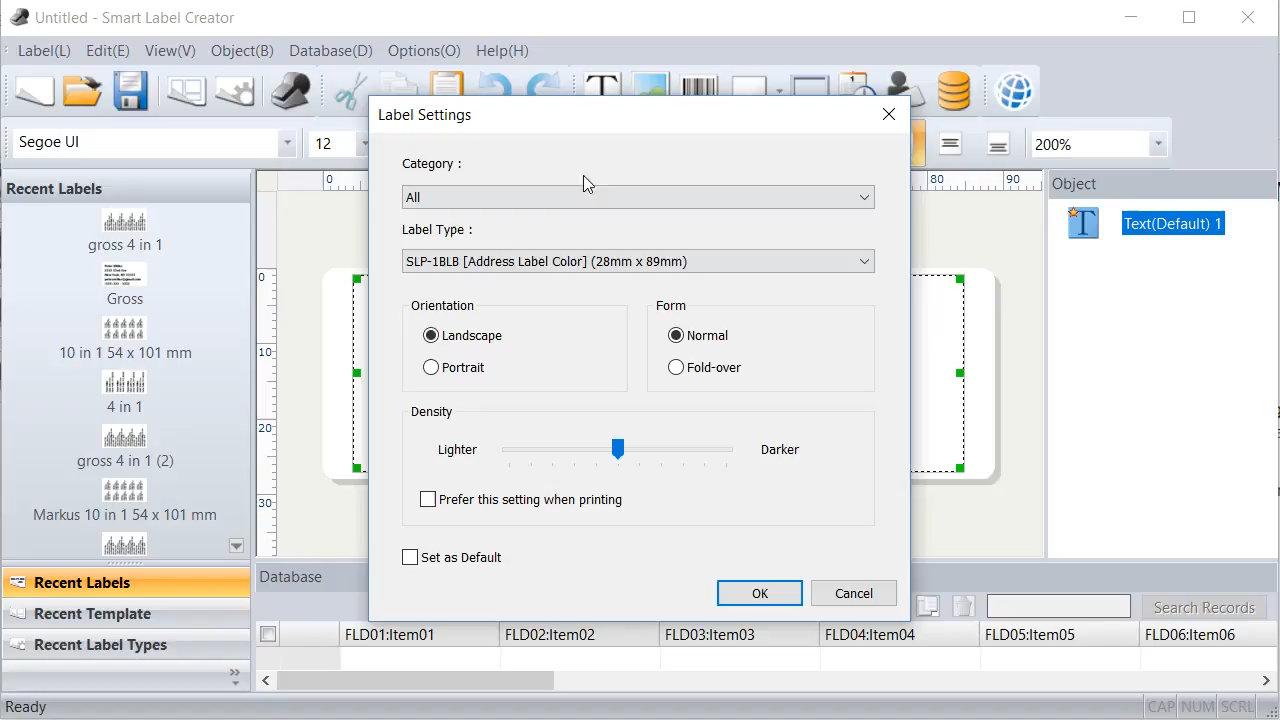 Untitled - Smart Label Creator
Label(L) Edit(E) View(V) Object(B) Database(D) Options(O) Help(H)
Segoe UI 12 200%
Label Settings
Category :
All
Label Type :
SLP-1BLB [Address Label Color] (28mm x 89mm)
Orientation
Landscape
Portrait
Form
Normal
Fold-over
Density
Lighter Darker
Prefer this setting when printing
Set as Default
OK Cancel
Recent Labels
gross 4 in 1
Gross
10 in 1 54 x 101 mm
4 in 1
gross 4 in 1 (2)
Markus 10 in 1 54 x 101 mm
Recent Labels
Recent Template
Recent Label Types
0 80 90
0
10
20
30
Object
Text(Default) 1
Database
Search Records
FLD01:Item01 FLD02:Item02 FLD03:Item03 FLD04:Item04 FLD05:Item05 FLD06:Item06
Ready
CAP NUM SCRL